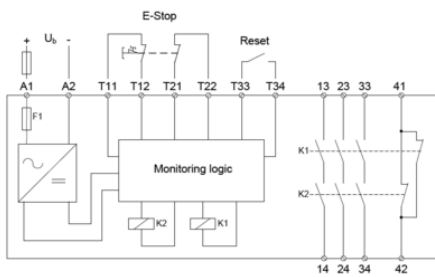 E-Stop
+ Ub -
Reset
A1 A2 T11 T12 T21 T22 T33 T34 13 23 33 41
F1
K1
Monitoring logic
K2
K2 K1
14 24 34 42